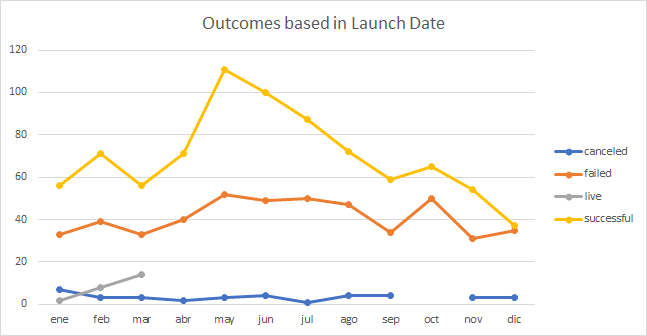 Outcomes based in Launch Date
120
100
80
60
40
20
0
ene feb mar abr may jun jul ago sep oct nov dic
canceled
failed
live
successful